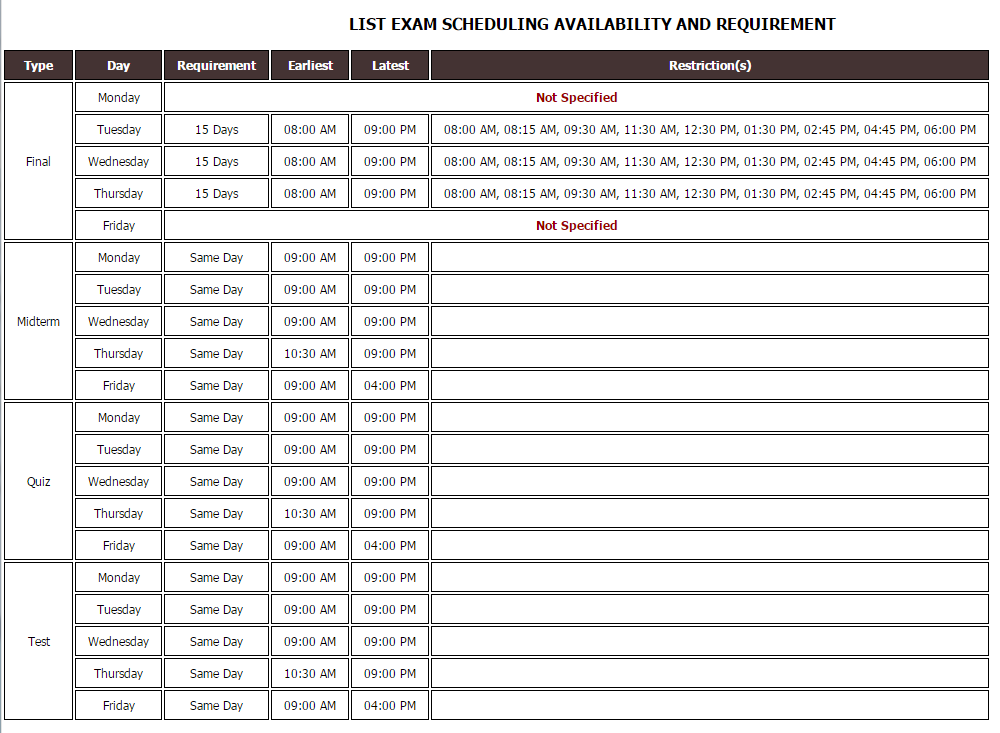 LIST EXAM SCHEDULING AVAILABILITY AND REQUIREMENT
Type Day Requirement Earliest Latest Restriction(s)
Monday Not Specified
Tuesday 15 Days 08:00 AM 09:00 PM 08:00 AM, 08:15 AM, 09:30 AM, 11:30 AM, 12:30 PM, 01:30 PM, 02:45 PM, 04:45 PM, 06:00 PM
Final Wednesday 15 Days 08:00 AM 09:00 PM 08:00 AM, 08:15 AM, 09:30 AM, 11:30 AM, 12:30 PM, 01:30 PM, 02:45 PM, 04:45 PM, 06:00 PM
Thursday 15 Days 08:00 AM 09:00 PM 08:00 AM, 08:15 AM, 09:30 AM, 11:30 AM, 12:30 PM, 01:30 PM, 02:45 PM, 04:45 PM, 06:00 PM
Friday Not Specified
Monday Same Day 09:00 AM 09:00 PM
Tuesday Same Day 09:00 AM 09:00 PM
Midterm Wednesday Same Day 09:00 AM 09:00 PM
Thursday Same Day 10:30 AM 09:00 PM
Friday Same Day 09:00 AM 04:00 PM
Monday Same Day 09:00 AM 09:00 PM
Tuesday Same Day 09:00 AM 09:00 PM
Quiz Wednesday Same Day 09:00 AM 09:00 PM
Thursday Same Day 10:30 AM 09:00 PM
Friday Same Day 09:00 AM 04:00 PM
Monday Same Day 09:00 AM 09:00 PM
Tuesday Same Day 09:00 AM 09:00 PM
Test Wednesday Same Day 09:00 AM 09:00 PM
Thursday Same Day 10:30 AM 09:00 PM
Friday Same Day 09:00 AM 04:00 PM